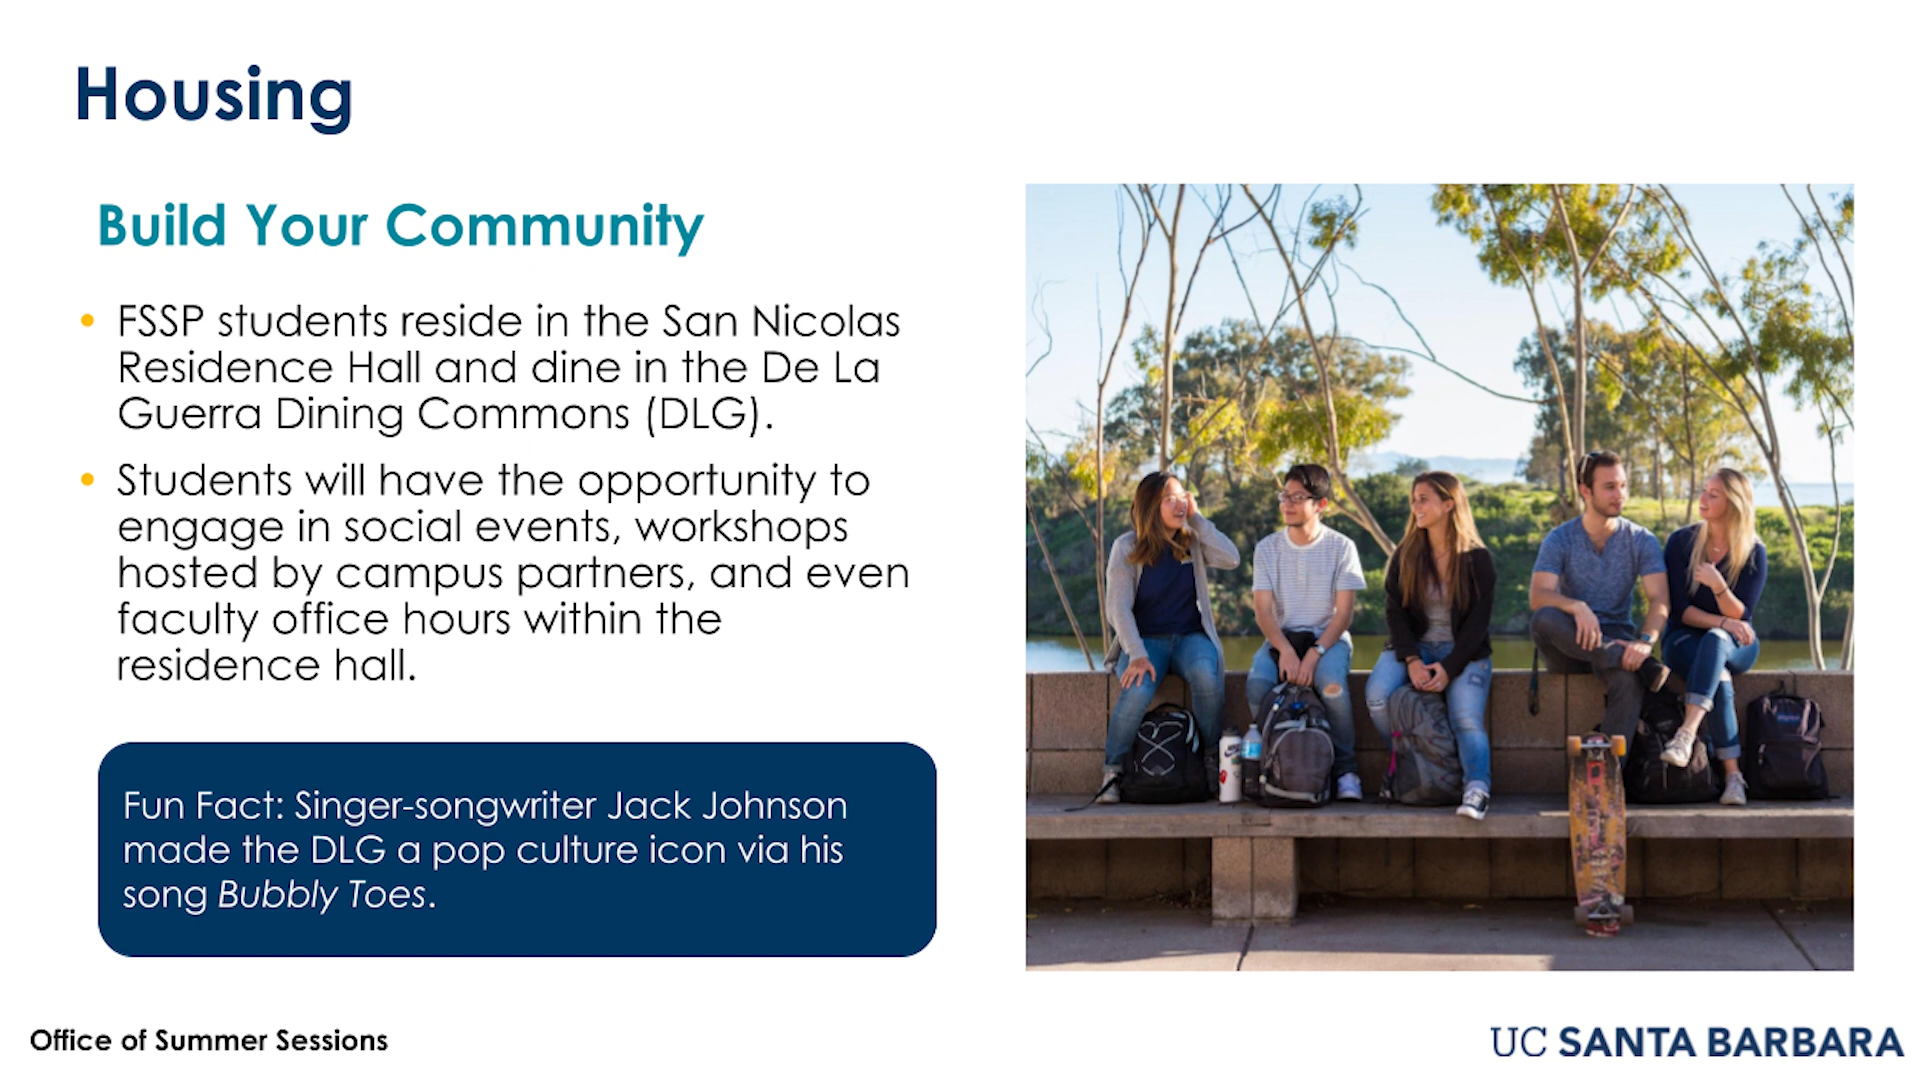 Housing
Build Your Community
• FSSP students reside in the San Nicolas
Residence Hall and dine in the De La
Guerra Dining Commons (DLG).
• Students will have the opportunity to
engage in social events, workshops
hosted by campus partners, and even
faculty office hours within the
residence hall.
Fun Fact: Singer-songwriter Jack Johnson
made the DLG a pop culture icon via his
song Bubbly Toes.
Office of Summer Sessions
UC SANTA BARBARA